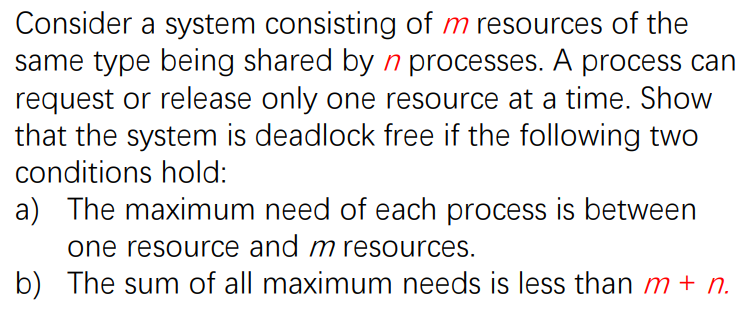 Consider a system consisting of m resources of the
same type being shared by n processes. A process can
request or release only one resource at a time. Show
that the system is deadlock free if the following two
conditions hold:
a) The maximum need of each process is between
one resource and m resources.
b) The sum of all maximum needs is less than m + n.